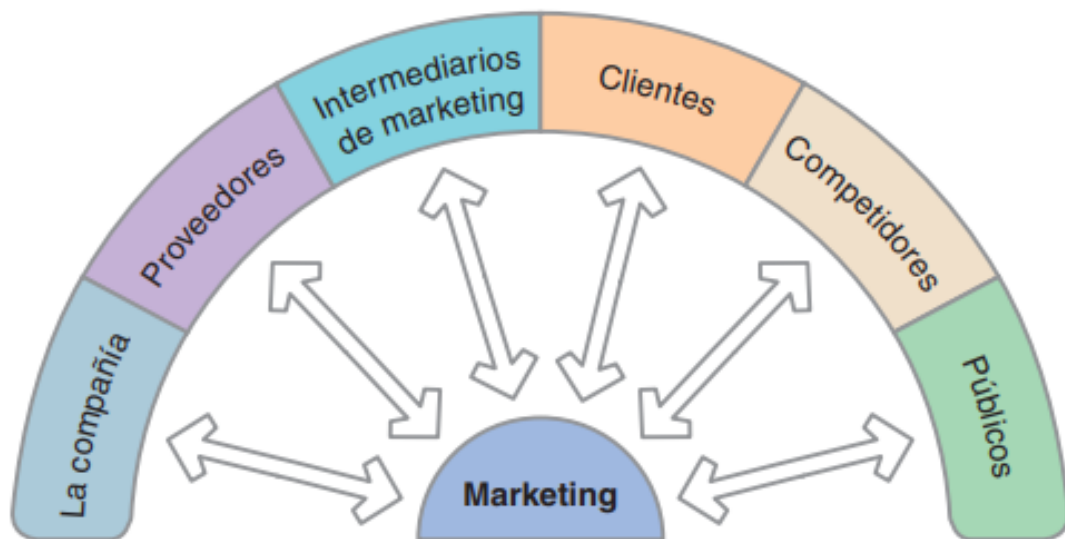 La compañía
Proveedores
Intermediarios
de marketing
Clientes
Competidores
Públicos
Marketing